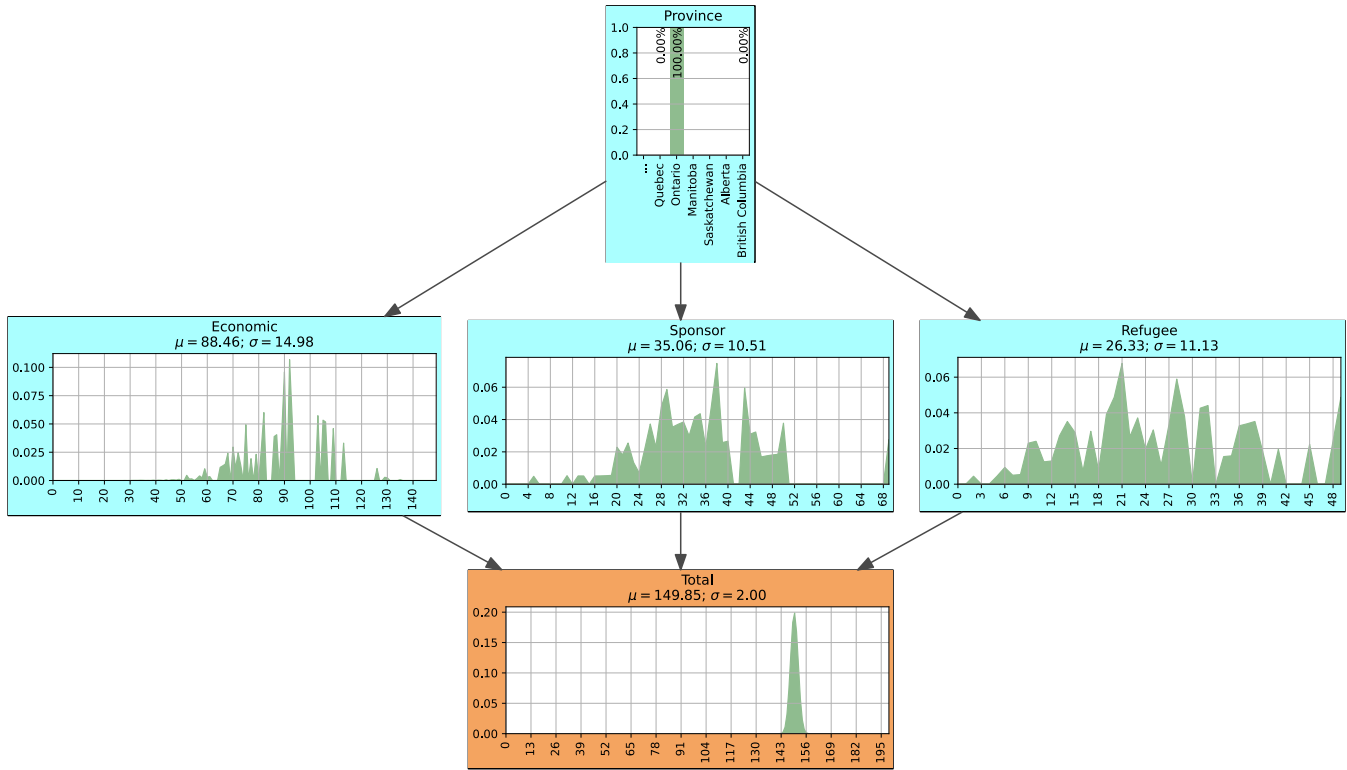 Province
1.0
0.8
0.6
0.4
0.2
0.0
0.00%
100.00%
0.00%
...
Quebec
Ontario
Manitoba
Saskatchewan
Alberta
British Columbia
Economic
μ = 88.46; σ = 14.98
0.100
0.075
0.050
0.025
0.000
0 10 20 30 40 50 60 70 80 90 100 110 120 130 140
Sponsor
μ = 35.06; σ = 10.51
0.06
0.04
0.02
0.00
0 4 8 12 16 20 24 28 32 36 40 44 48 52 56 60 64 68
Refugee
μ = 26.33; σ = 11.13
0.06
0.04
0.02
0.00
0 3 6 9 12 15 18 21 24 27 30 33 36 39 42 45 48
Total
μ = 149.85; σ = 2.00
0.20
0.15
0.10
0.05
0.00
0 13 26 39 52 65 78 91 104 117 130 143 156 169 182 195